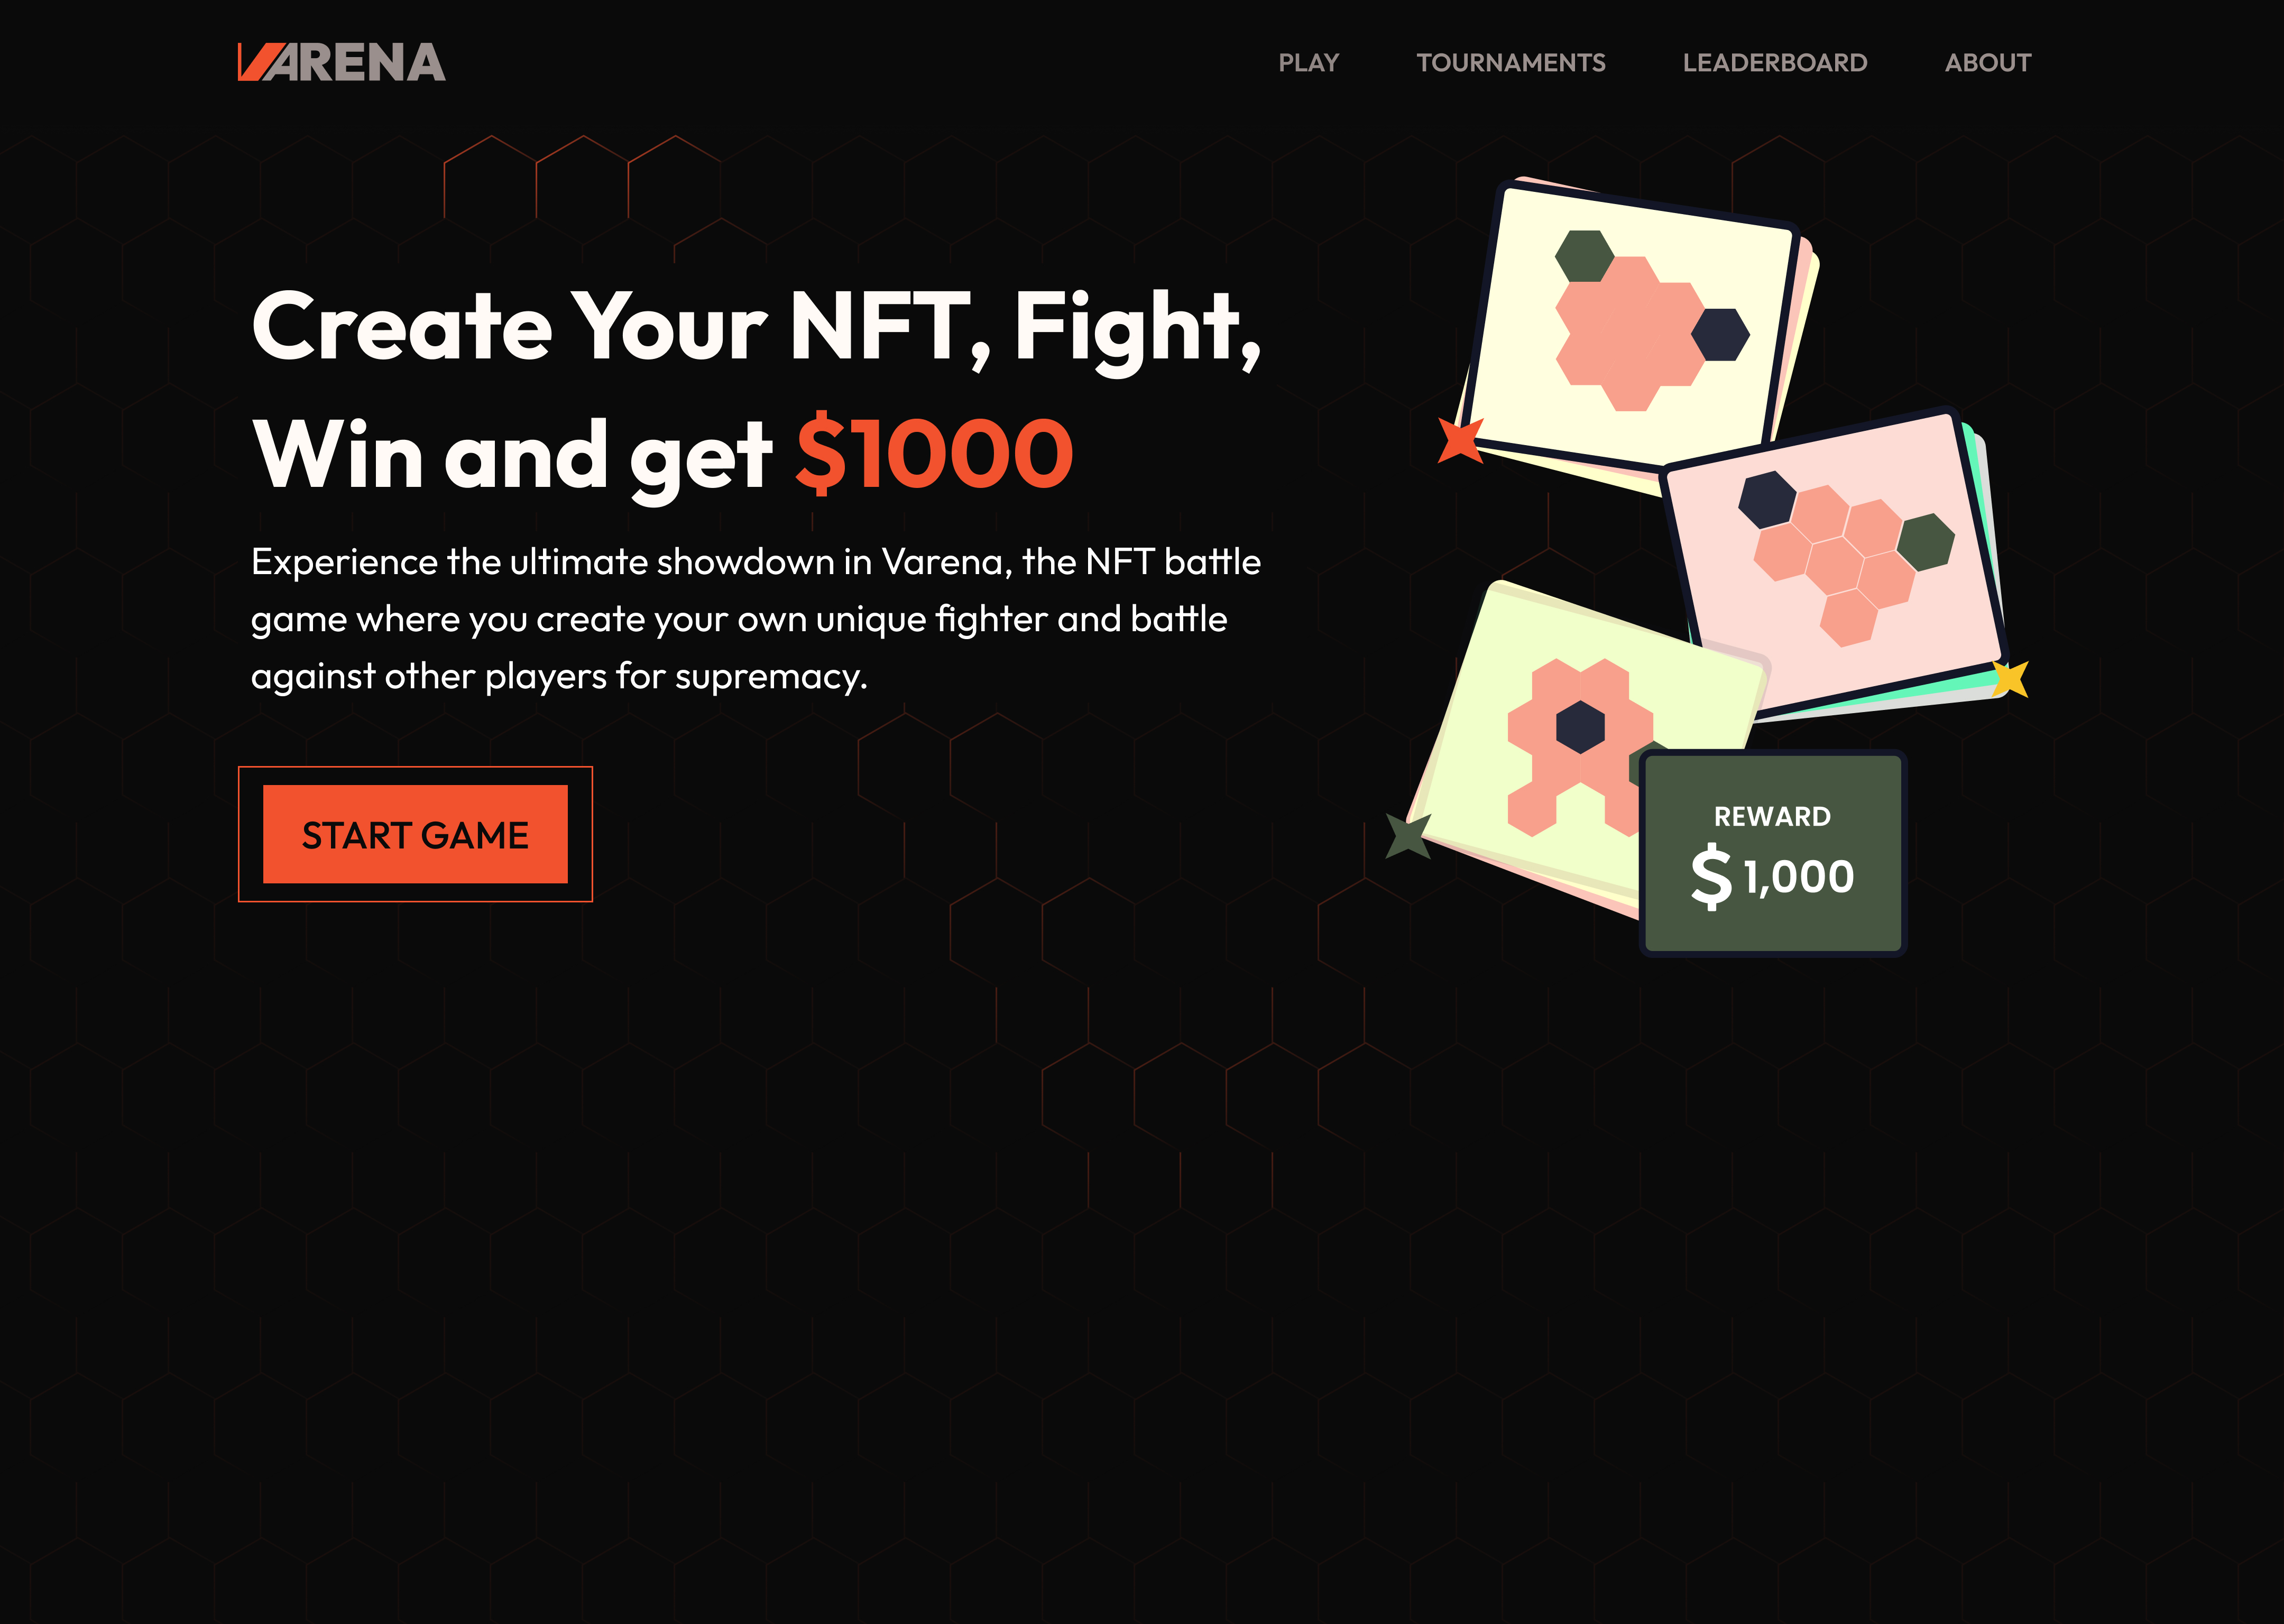 VARENA
PLAY TOURNAMENTS LEADERBOARD ABOUT
Create Your NFT, Fight,
Win and get $1000
Experience the ultimate showdown in Varena, the NFT battle
game where you create your own unique fighter and battle
against other players for supremacy.
START GAME
REWARD
$ 1,000